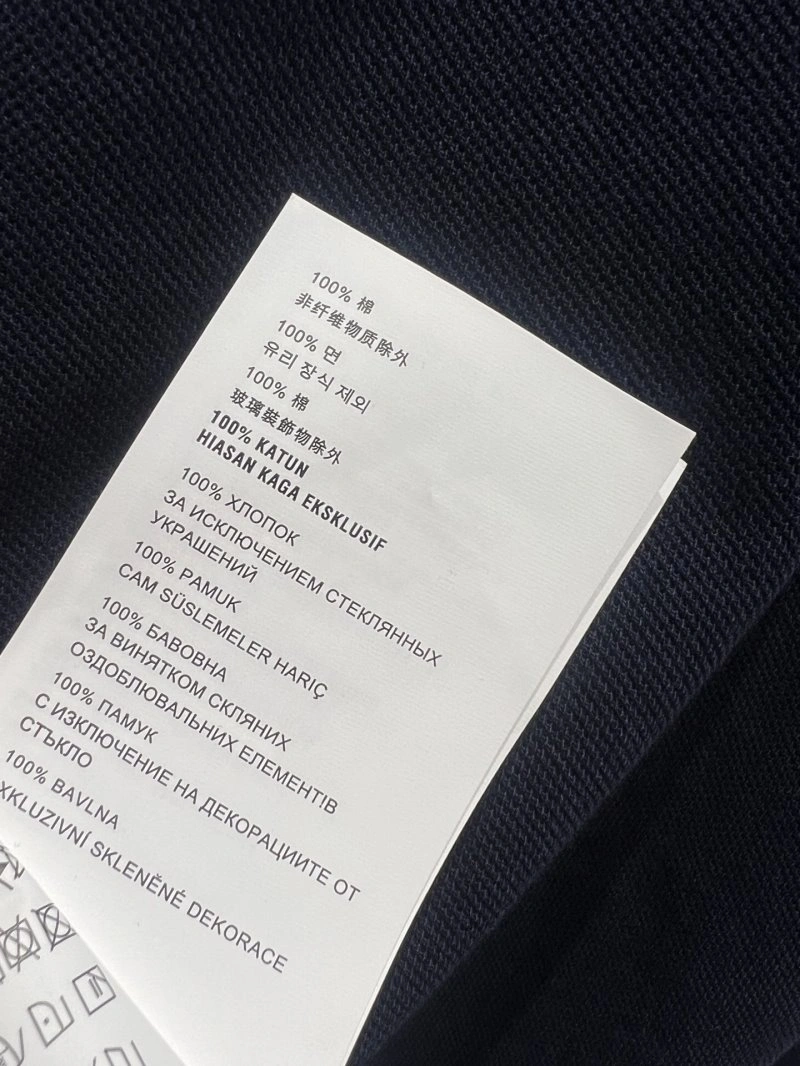 100% 棉
非纤维物质除外
100% 면
유리 장식 제외
100% 棉
玻璃裝飾物除外
100% KATUN
HIASAN KAGA EKSKLUSIF
100% ХЛОПОК
ЗА ИСКЛЮЧЕНИЕМ СТЕКЛЯННЫХ
УКРАШЕНИЙ
100% PAMUK
CAM SÜSLEMELER HARIÇ
100% БАВОВНА
ЗА ВИНЯТКОМ СКЛЯНИХ
ОЗДОБЛЮВАЛЬНИХ ЕЛЕМЕНТІВ
100% ПАМУК
С ИЗКЛЮЧЕНИЕ НА ДЕКОРАЦИИТЕ ОТ
СТЪКЛО
100% BAVLNA
XKLUZIVNÍ SKLENĚNÉ DEKORACE